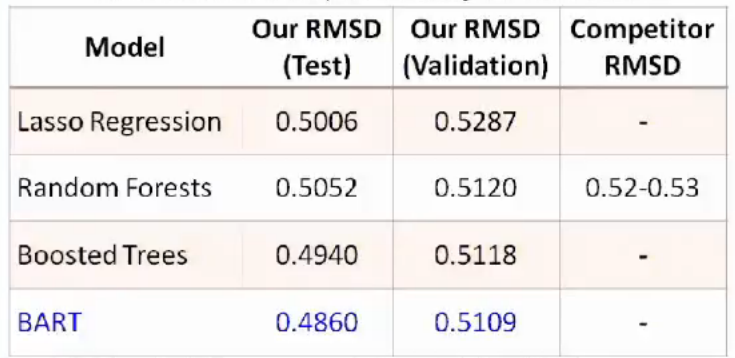 Model Our RMSD (Test) Our RMSD (Validation) Competitor RMSD
Lasso Regression 0.5006 0.5287 -
Random Forests 0.5052 0.5120 0.52-0.53
Boosted Trees 0.4940 0.5118 -
BART 0.4860 0.5109 -